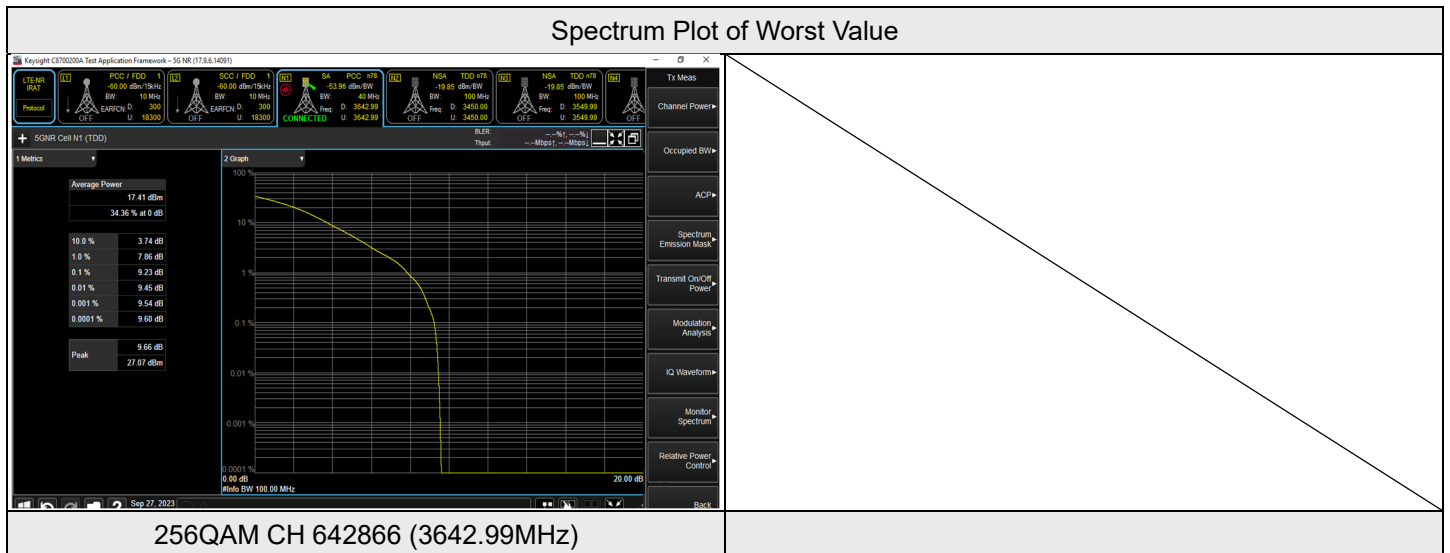 Spectrum Plot of Worst Value
Keysight C8700200A Test Application Framework – 5G NR (17.9.6.14091)
LTE-NR IRAT
Protocol
L1 PCC / FDD 1
-60.00 dBm/15kHz
BW: 10 MHz
EARFCN: D: 300
U: 18300
OFF
L2 SCC / FDD 1
-60.00 dBm/15kHz
BW: 10 MHz
EARFCN: D: 300
U: 18300
OFF
N1 SA PCC n78
-53.96 dBm/BW
BW: 40 MHz
Freq: D: 3642.99
CONNECTED U: 3642.99
N2 NSA TDD n78
-19.85 dBm/BW
BW: 100 MHz
Freq: D: 3450.00
OFF U: 3450.00
N3 NSA TDD n78
-19.85 dBm/BW
BW: 100 MHz
Freq: D: 3549.99
OFF U: 3549.99
N4
OFF
+ 5GNR Cell N1 (TDD)
BLER: --.--%↑, --.--%↓
Thput: --.--Mbps↑, --.--Mbps↓
1 Metrics
Average Power
17.41 dBm
34.36 % at 0 dB
10.0 % 3.74 dB
1.0 % 7.86 dB
0.1 % 9.23 dB
0.01 % 9.45 dB
0.001 % 9.54 dB
0.0001 % 9.60 dB
Peak 9.66 dB
27.07 dBm
2 Graph
100 %
10 %
1 %
0.1 %
0.01 %
0.001 %
0.0001 %
0.00 dB 20.00 dB
#Info BW 100.00 MHz
Tx Meas
Channel Power
Occupied BW
ACP
Spectrum
Emission Mask
Transmit On/Off
Power
Modulation
Analysis
IQ Waveform
Monitor
Spectrum
Relative Power
Control
Back
? Sep 27, 2023
256QAM CH 642866 (3642.99MHz)